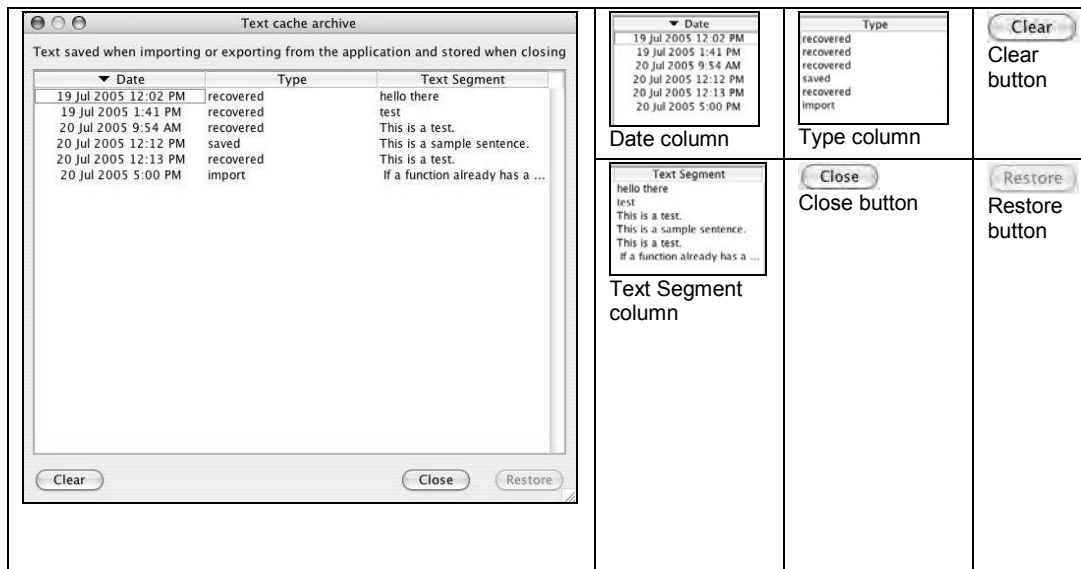 Text cache archive
Text saved when importing or exporting from the application and stored when closing
▼ Date Type Text Segment
19 Jul 2005 12:02 PM recovered hello there
19 Jul 2005 1:41 PM recovered test
20 Jul 2005 9:54 AM recovered This is a test.
20 Jul 2005 12:12 PM saved This is a sample sentence.
20 Jul 2005 12:13 PM recovered This is a test.
20 Jul 2005 5:00 PM import If a function already has a ...
Clear Close Restore
▼ Date
19 Jul 2005 12:02 PM
19 Jul 2005 1:41 PM
20 Jul 2005 9:54 AM
20 Jul 2005 12:12 PM
20 Jul 2005 12:13 PM
20 Jul 2005 5:00 PM
Date column
Type
recovered
recovered
recovered
saved
recovered
import
Type column
Clear
Clear
button
Text Segment
hello there
test
This is a test.
This is a sample sentence.
This is a test.
If a function already has a ...
Text Segment
column
Close
Close button
Restore
Restore
button